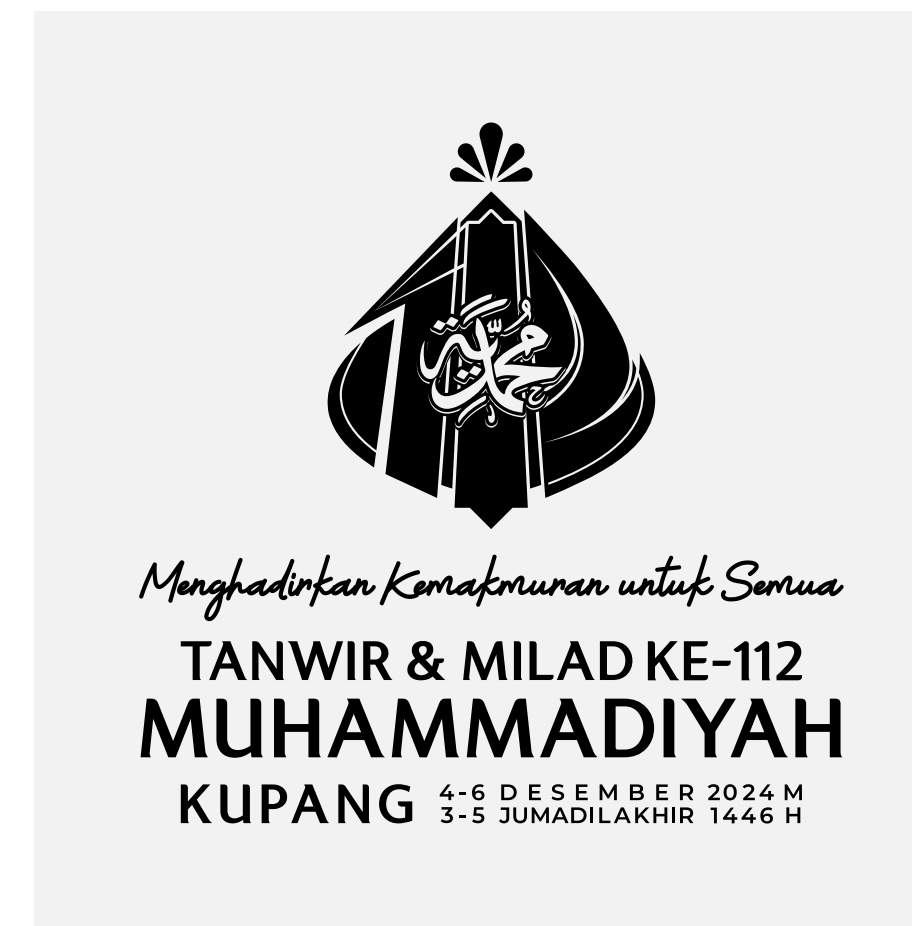 محمدية
Menghadirkan Kemakmuran untuk Semua
TANWIR & MILAD KE-112
MUHAMMADIYAH
KUPANG
4-6 DESEMBER 2024 M
3-5 JUMADILAKHIR 1446 H